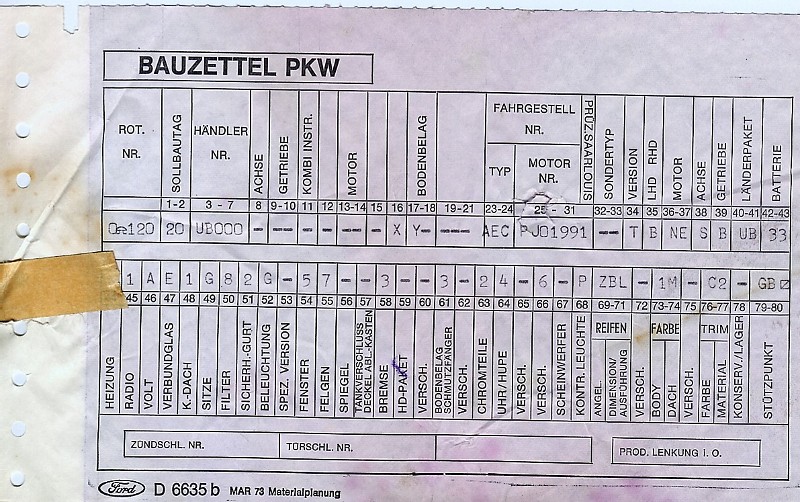 BAUZETTEL PKW
ROT. NR. SOLLBAUTAG HÄNDLER NR. ACHSE GETRIEBE KOMBI INSTR. MOTOR BODENBELAG FAHRGESTELL NR. TYP MOTOR NR. PRÜFZ.SAARLOUIS SONDERTYP VERSION LHD RHD MOTOR ACHSE GETRIEBE LÄNDERPAKET BATTERIE
1-2 3 - 7 8 9-10 11 12 13-14 15 16 17-18 19-21 23-24 25 - 31 32-33 34 35 36-37 38 39 40-41 42-43
120 20 UB000 - -- - - -- - X Y- --- AEC PJ01991 -- T B NE S B UB 33
1 A E 1 G 8 2 G - 5 7 - - 3 - - 3 - 2 4 - 6 - P ZBL - 1M - C2 - GB
45 46 47 48 49 50 51 52 53 54 55 56 57 58 59 60 61 62 63 64 65 66 67 68 69-71 72 73-74 75 76-77 78 79-80
HEIZUNG RADIO VOLT VERBUNDGLAS K.-DACH SITZE FILTER SICHERH.-GURT BELEUCHTUNG SPEZ. VERSION FENSTER FELGEN SPIEGEL TANKVERSCHLUSS DECKEL ABL-KASTEN BREMSE HD-PAKET VERSCH. BODENBELAG SCHMUTZFÄNGER VERSCH. CHROMTEILE UHR/HUPE VERSCH. VERSCH. SCHEINWERFER KONTR. LEUCHTE REIFEN ANGEL. DIMENSION/ AUSFÜHRUNG VERSCH. FARBE BODY DACH VERSCH. TRIM FARBE MATERIAL KONSERV./LAGER STÜTZPUNKT
ZÜNDSCHL. NR. TÜRSCHL. NR. PROD. LENKUNG I. O.
Ford D 6635 b MAR 73 Materialplanung